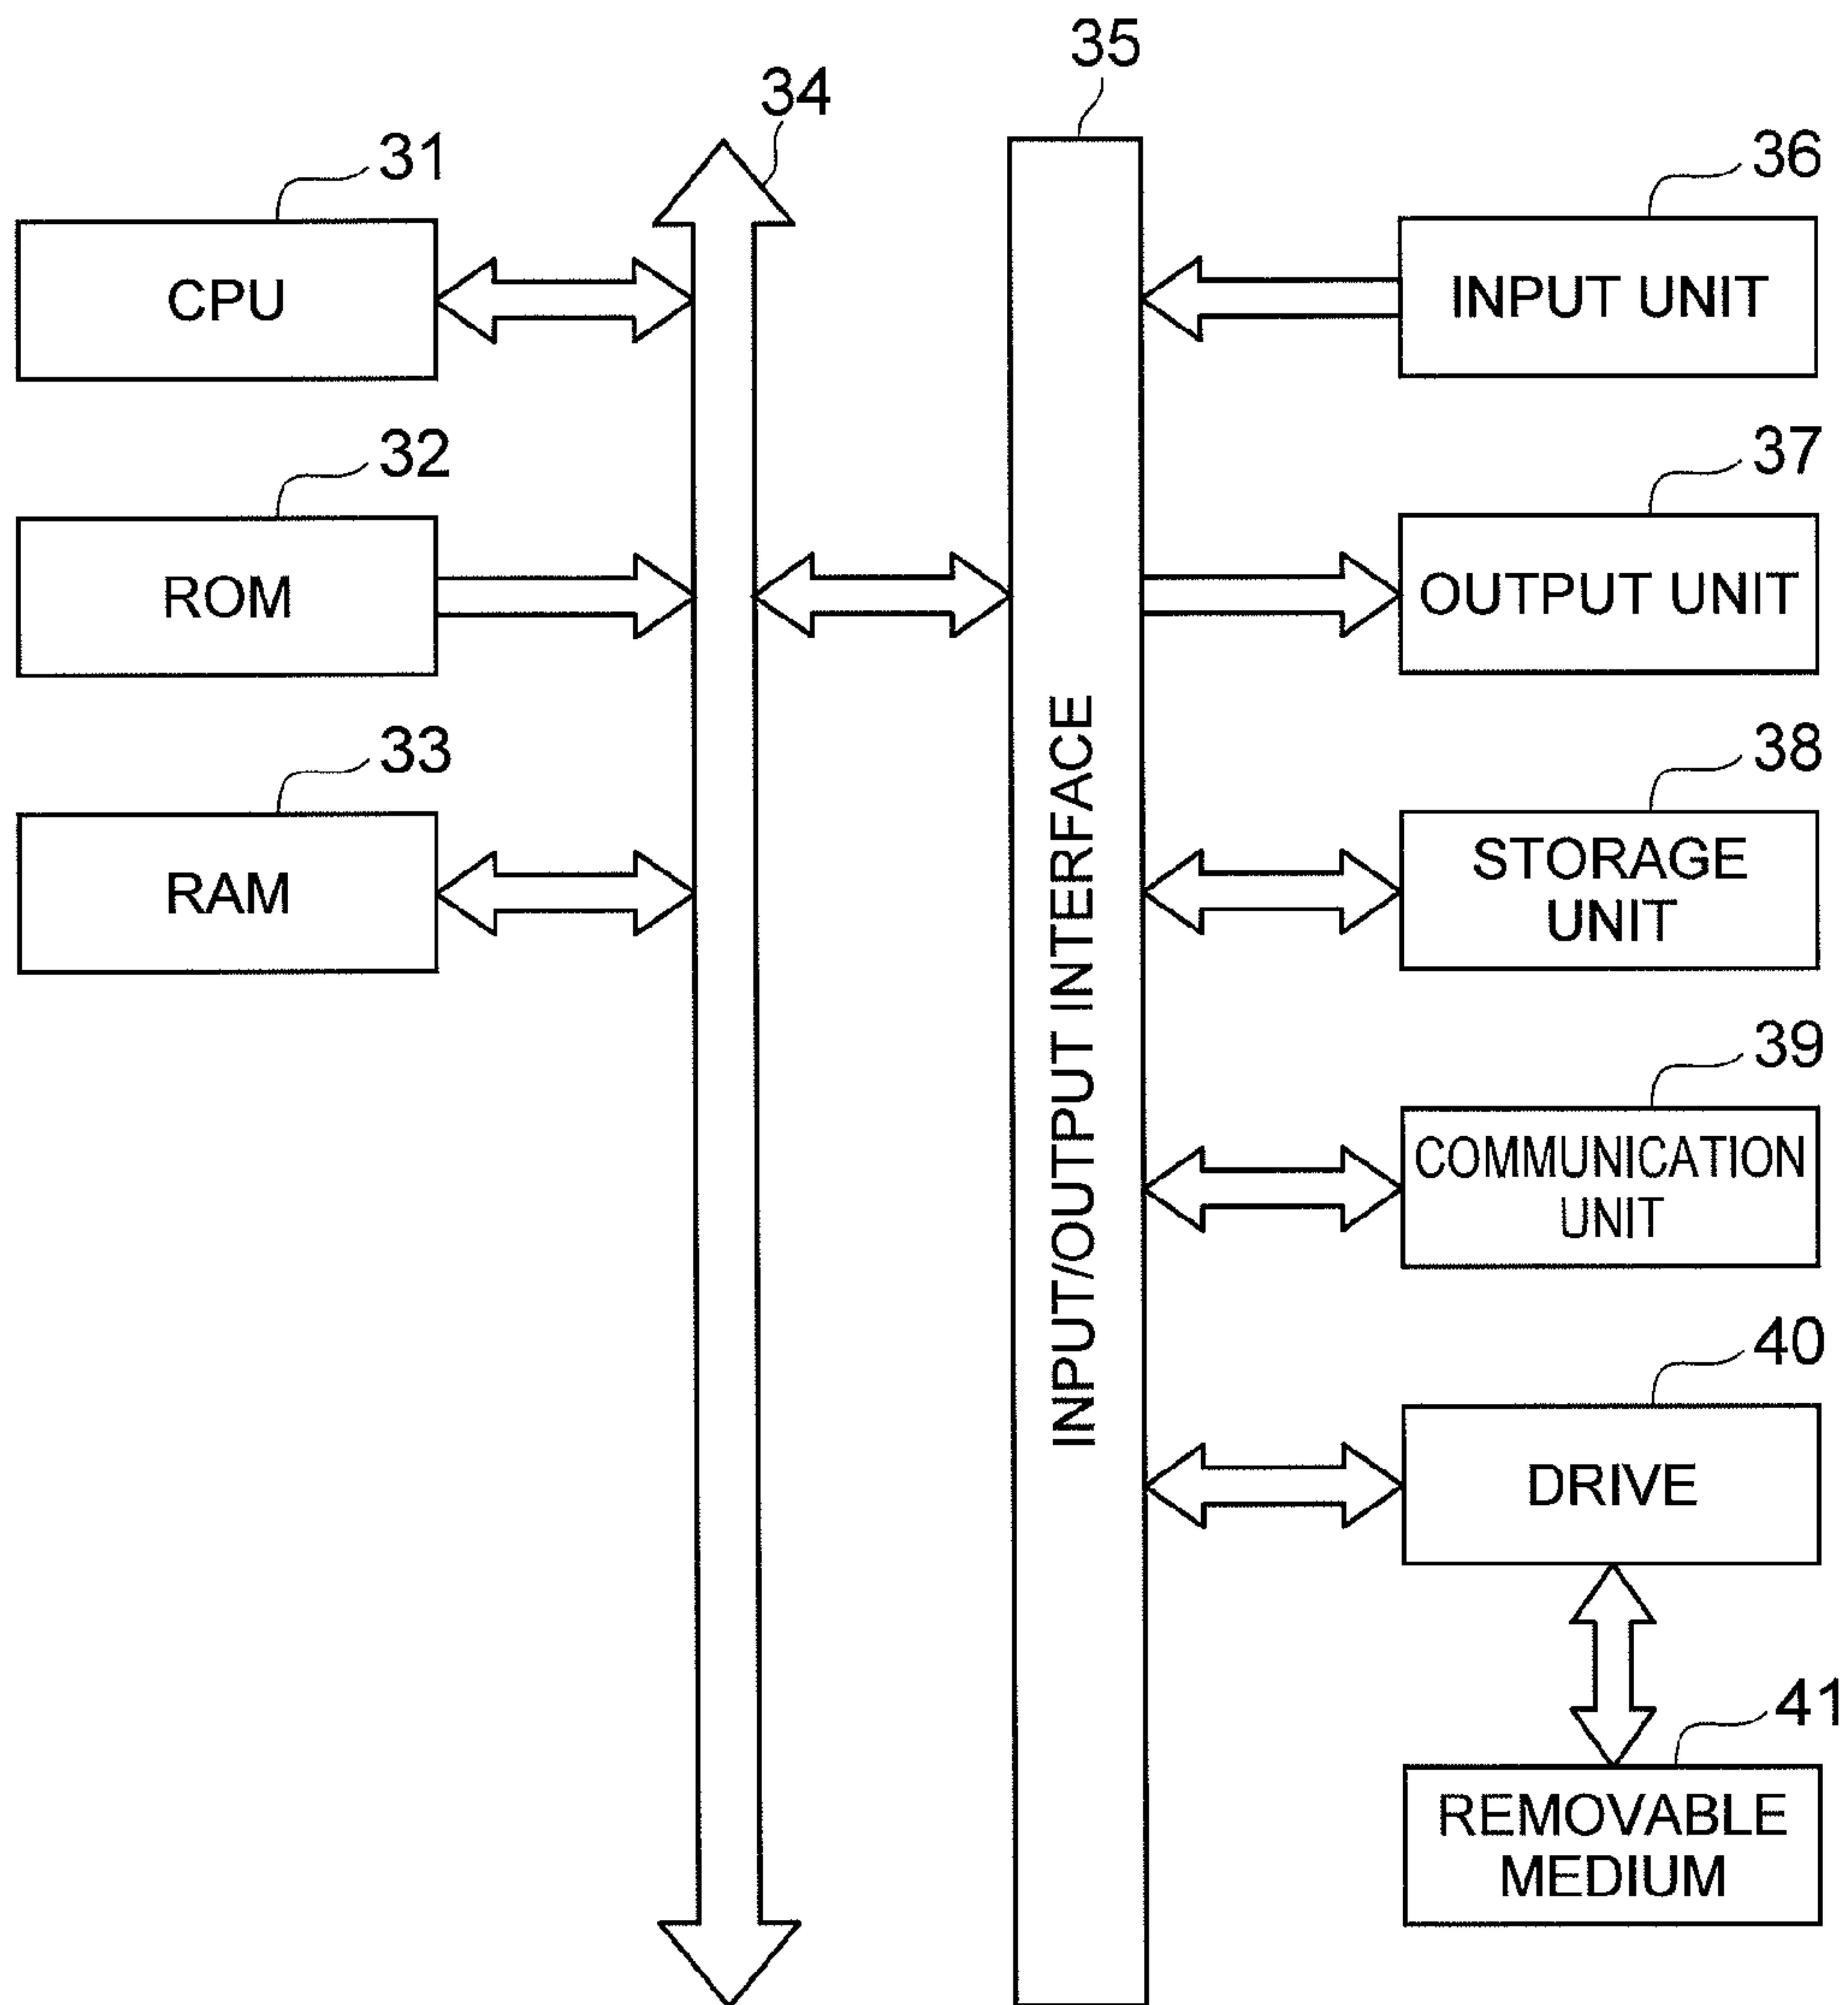 35
34
31
CPU
32
ROM
33
RAM
INPUT/OUTPUT INTERFACE
36
INPUT UNIT
37
OUTPUT UNIT
38
STORAGE
UNIT
39
COMMUNICATION
UNIT
40
DRIVE
41
REMOVABLE
MEDIUM